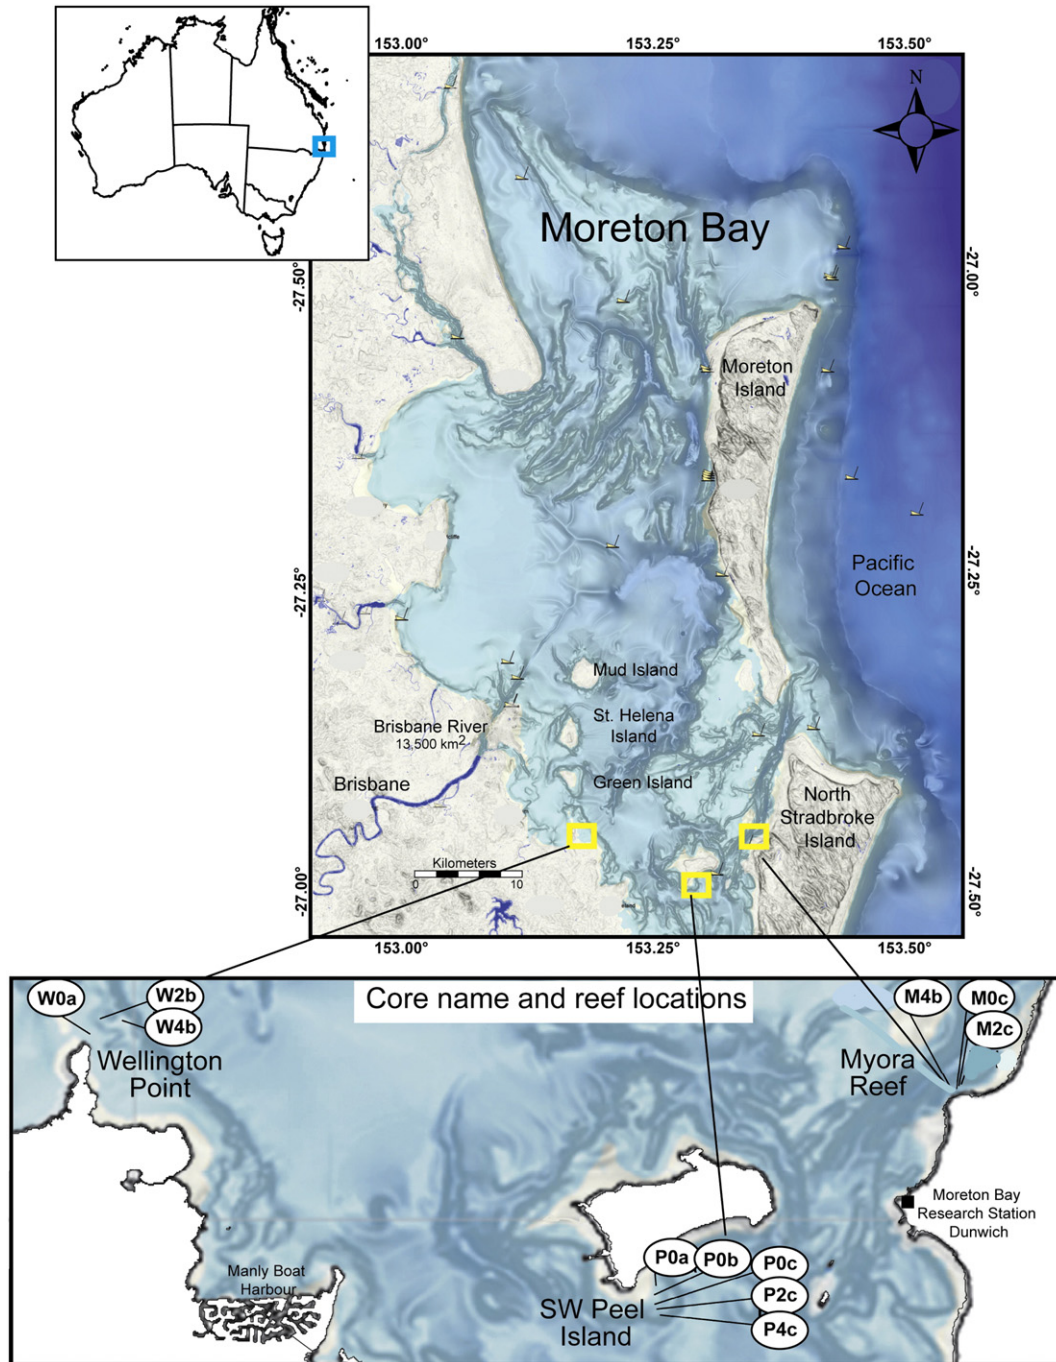 153.00°
153.25°
153.50°
N
Moreton Bay
-27.50°
-27.00°
Moreton
Island
Pacific
Ocean
-27.25°
-27.25°
Mud Island
St. Helena
Island
Brisbane River
13 500 km2
Green Island
Brisbane
North
Stradbroke
Island
Kilometers
0 10
-27.00°
-27.50°
153.00°
153.25°
153.50°
Core name and reef locations
W0a
W2b
W4b
Wellington
Point
M4b
M0c
M2c
Myora
Reef
Moreton Bay
Research Station
Dunwich
Manly Boat
Harbour
P0a
P0b
P0c
P2c
P4c
SW Peel
Island